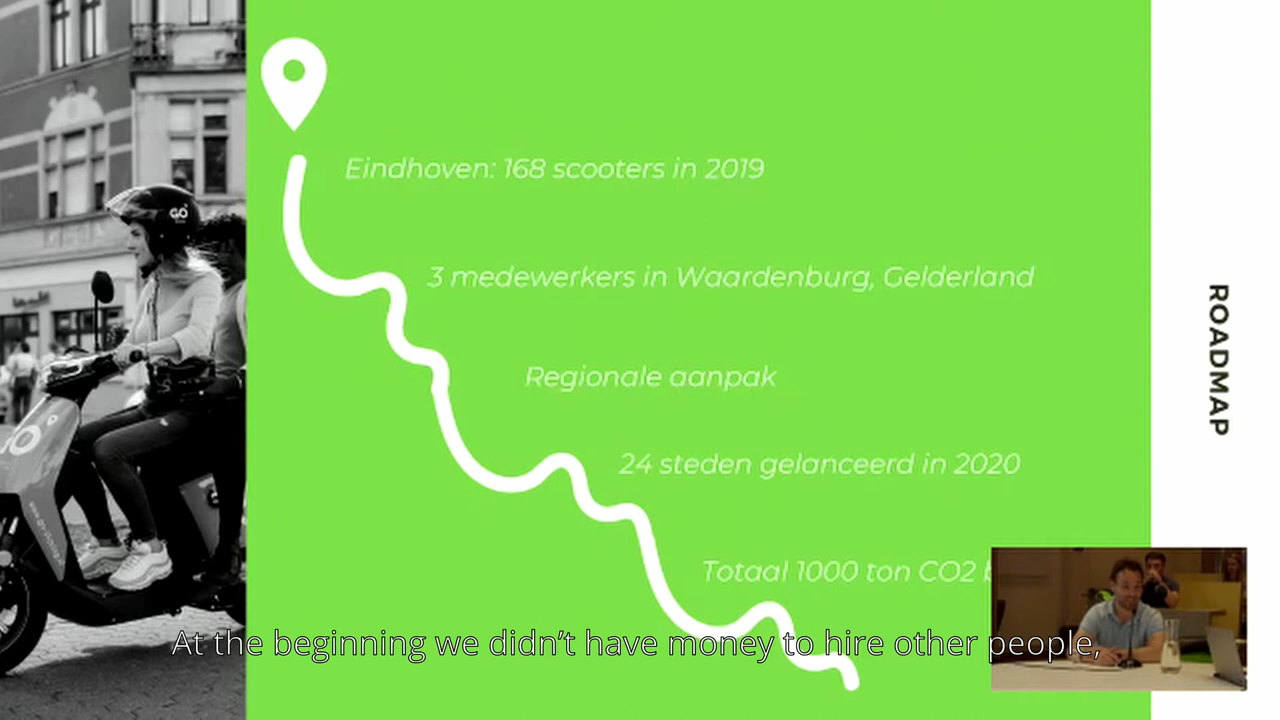 Eindhoven: 168 scooters in 2019
3 medewerkers in Waardenburg, Gelderland
Regionale aanpak
24 steden gelanceerd in 2020
Totaal 1000 ton CO2
ROADMAP
GO
At the beginning we didn’t have money to hire other people,